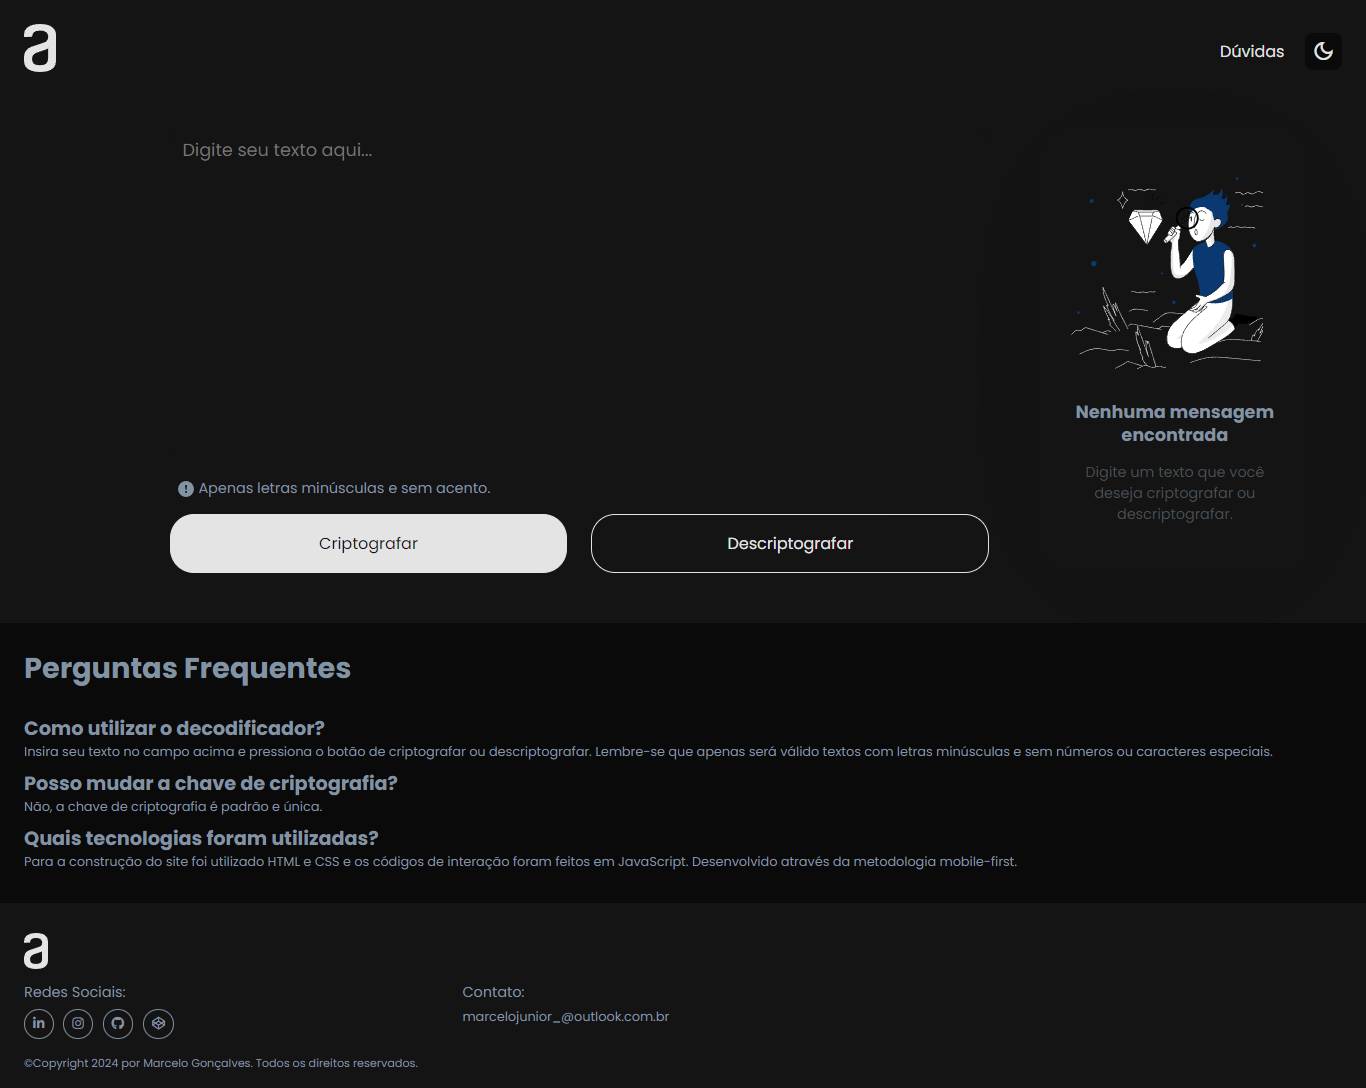 a
Dúvidas
Digite seu texto aqui...
Nenhuma mensagem
encontrada
Digite um texto que você
deseja criptografar ou
descriptografar.
Apenas letras minúsculas e sem acento.
Criptografar
Descriptografar
Perguntas Frequentes
Como utilizar o decodificador?
Insira seu texto no campo acima e pressiona o botão de criptografar ou descriptografar. Lembre-se que apenas será válido textos com letras minúsculas e sem números ou caracteres especiais.
Posso mudar a chave de criptografia?
Não, a chave de criptografia é padrão e única.
Quais tecnologias foram utilizadas?
Para a construção do site foi utilizado HTML e CSS e os códigos de interação foram feitos em JavaScript. Desenvolvido através da metodologia mobile-first.
a
Redes Sociais:
in
Contato:
marcelojunior_@outlook.com.br
©Copyright 2024 por Marcelo Gonçalves. Todos os direitos reservados.